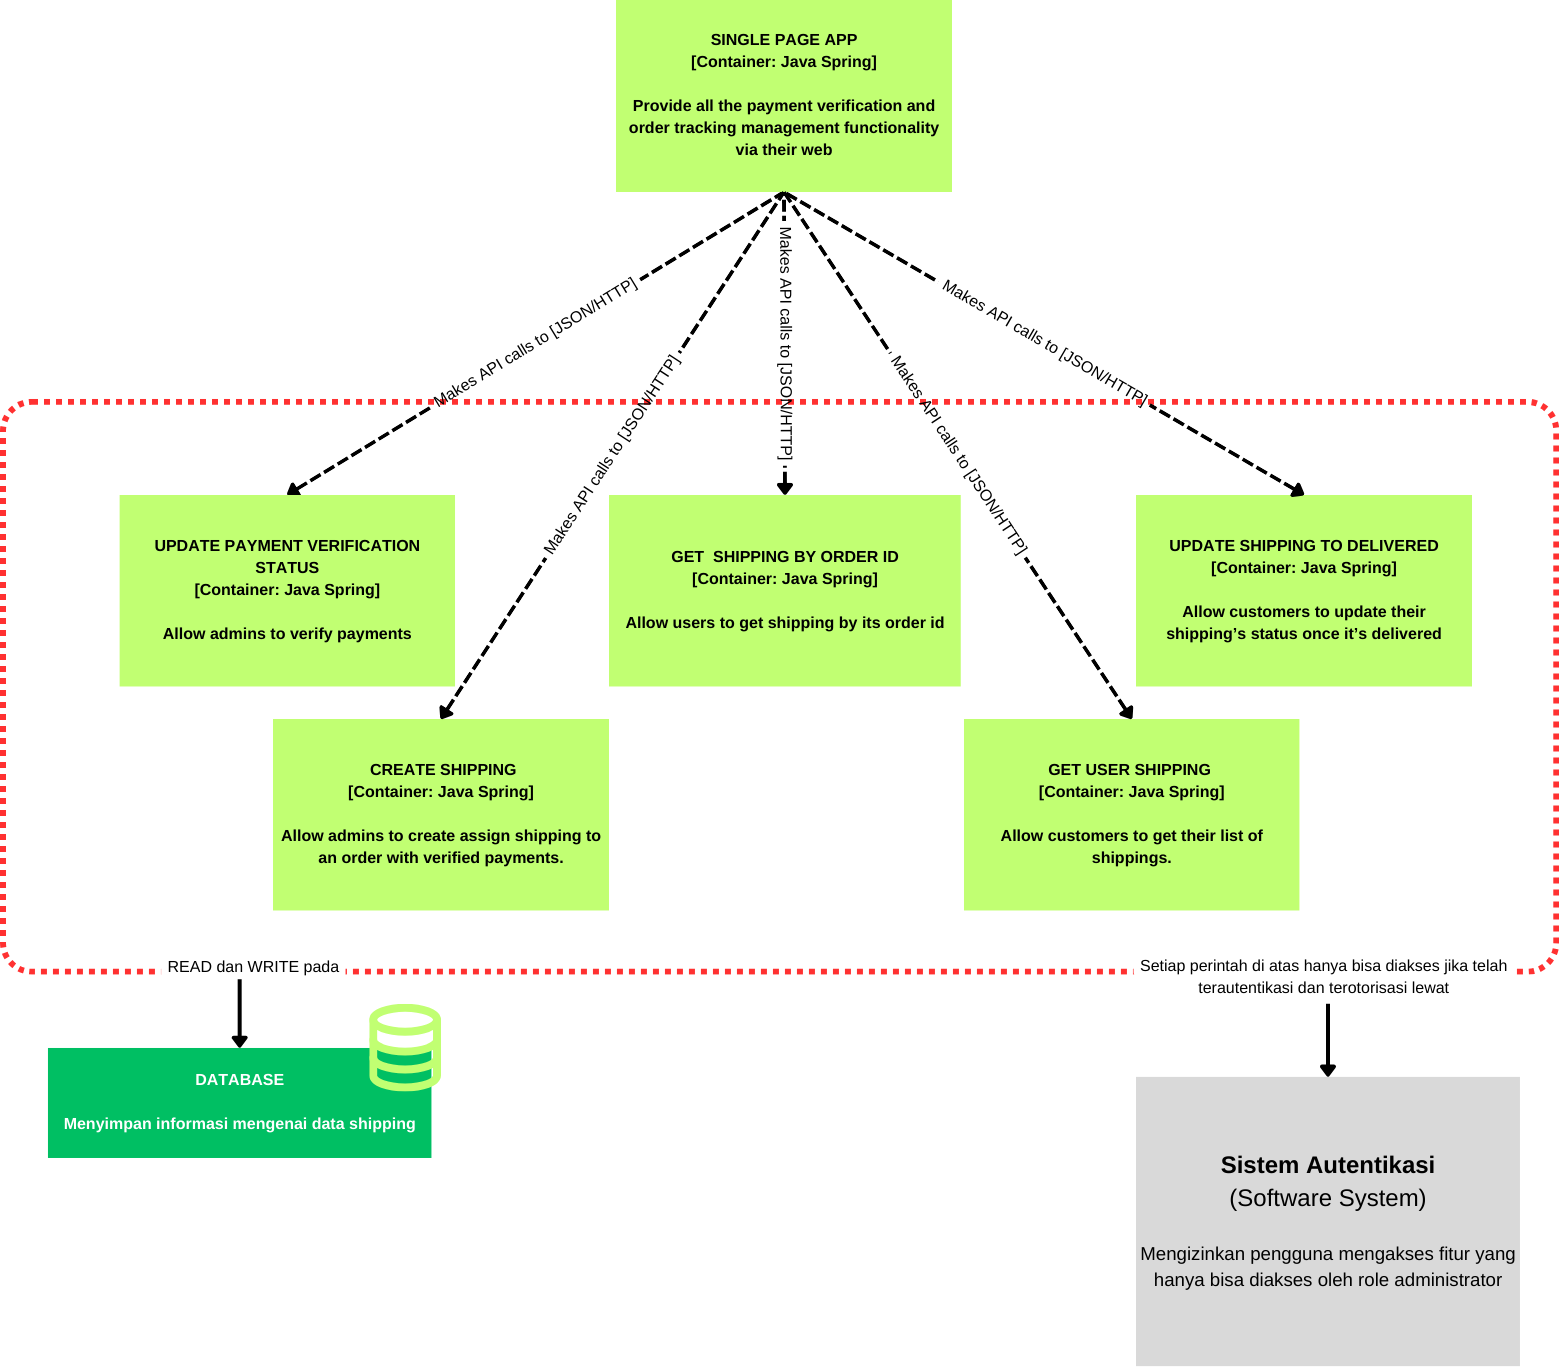 SINGLE PAGE APP
[Container: Java Spring]
Provide all the payment verification and
order tracking management functionality
via their web
Makes API calls to [JSON/HTTP]
Makes API calls to [JSON/HTTP]
Makes API calls to [JSON/HTTP]
Makes API calls to [JSON/HTTP]
Makes API calls to [JSON/HTTP]
UPDATE PAYMENT VERIFICATION
STATUS
[Container: Java Spring]
Allow admins to verify payments
GET  SHIPPING BY ORDER ID
[Container: Java Spring]
Allow users to get shipping by its order id
UPDATE SHIPPING TO DELIVERED
[Container: Java Spring]
Allow customers to update their
shipping’s status once it’s delivered
CREATE SHIPPING
[Container: Java Spring]
Allow admins to create assign shipping to
an order with verified payments.
GET USER SHIPPING
[Container: Java Spring]
Allow customers to get their list of
shippings.
READ dan WRITE pada
Setiap perintah di atas hanya bisa diakses jika telah
terautentikasi dan terotorisasi lewat
DATABASE
Menyimpan informasi mengenai data shipping
Sistem Autentikasi
(Software System)
Mengizinkan pengguna mengakses fitur yang
hanya bisa diakses oleh role administrator